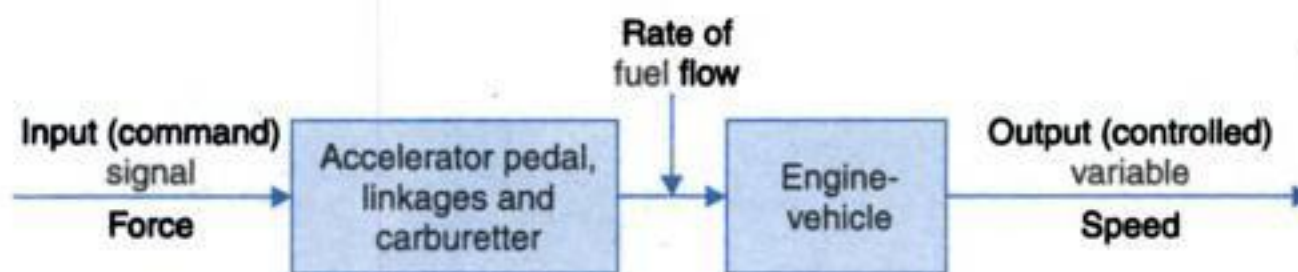 Rate of
fuel flow
Input (command)
signal
Force
Accelerator pedal,
linkages and
carburetter
Engine-
vehicle
Output (controlled)
variable
Speed